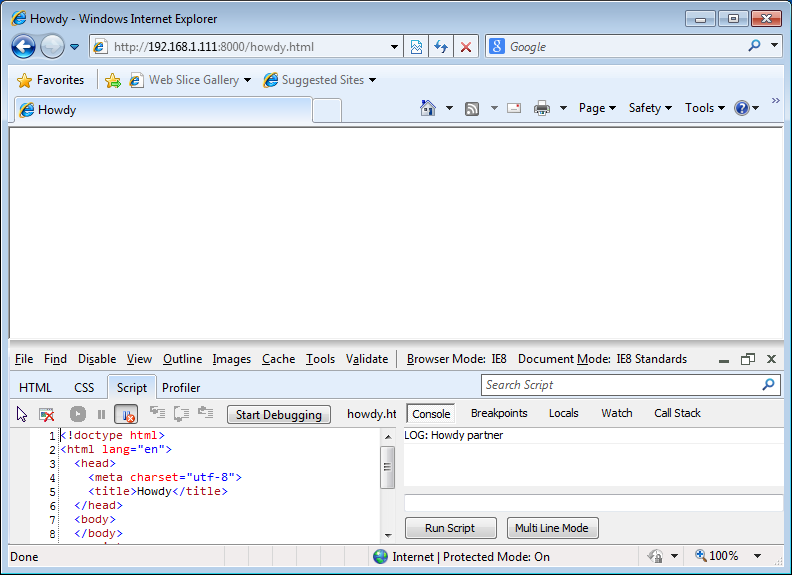 Howdy - Windows Internet Explorer
http://192.168.1.111:8000/howdy.html
Google
Favorites Web Slice Gallery Suggested Sites
Howdy Page Safety Tools
File Find Disable View Outline Images Cache Tools Validate Browser Mode: IE8 Document Mode: IE8 Standards
HTML CSS Script Profiler Search Script
Start Debugging howdy.ht Console Breakpoints Locals Watch Call Stack
1 <!doctype html>
2 <html lang="en">
3 <head>
4 <meta charset="utf-8">
5 <title>Howdy</title>
6 </head>
7 <body>
8 </body>
LOG: Howdy partner
Run Script Multi Line Mode
Done Internet | Protected Mode: On 100%